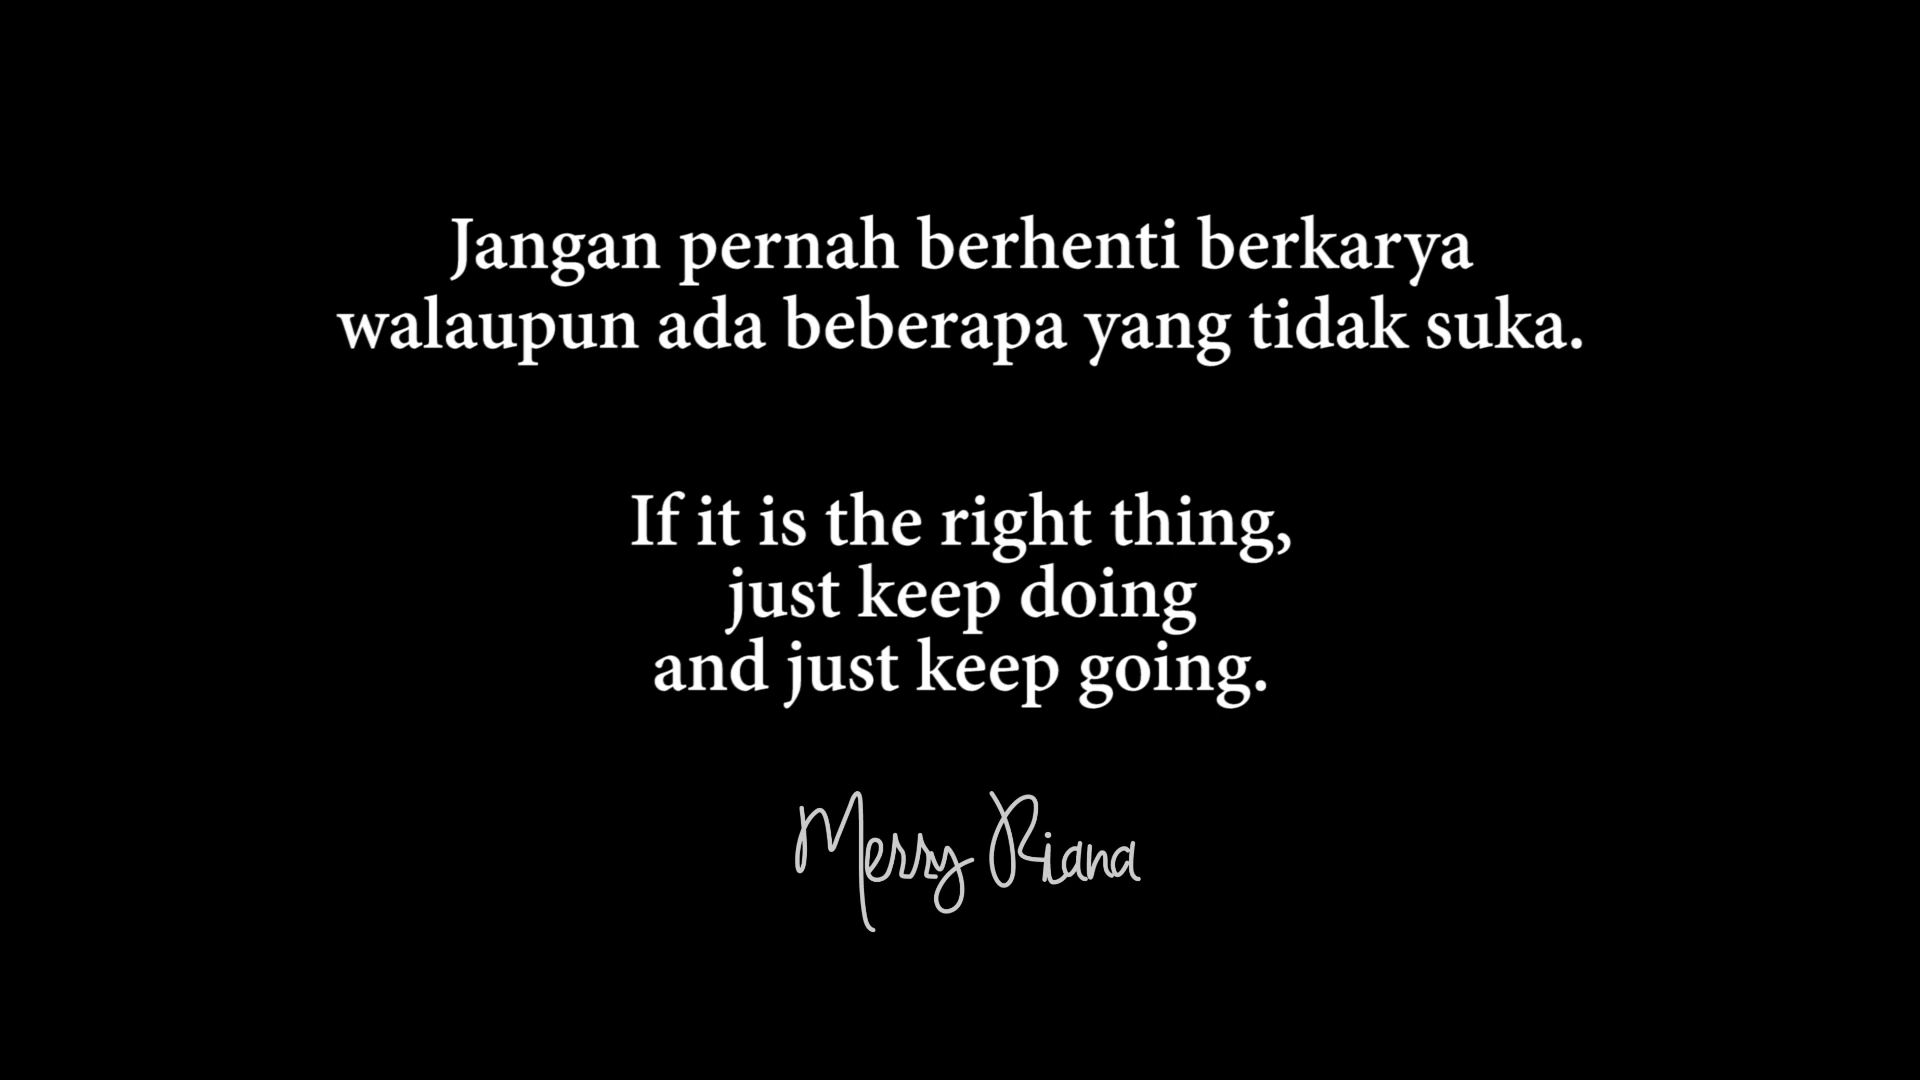 Jangan pernah berhenti berkarya
walaupun ada beberapa yang tidak suka.
If it is the right thing,
just keep doing
and just keep going.
Merry Riana